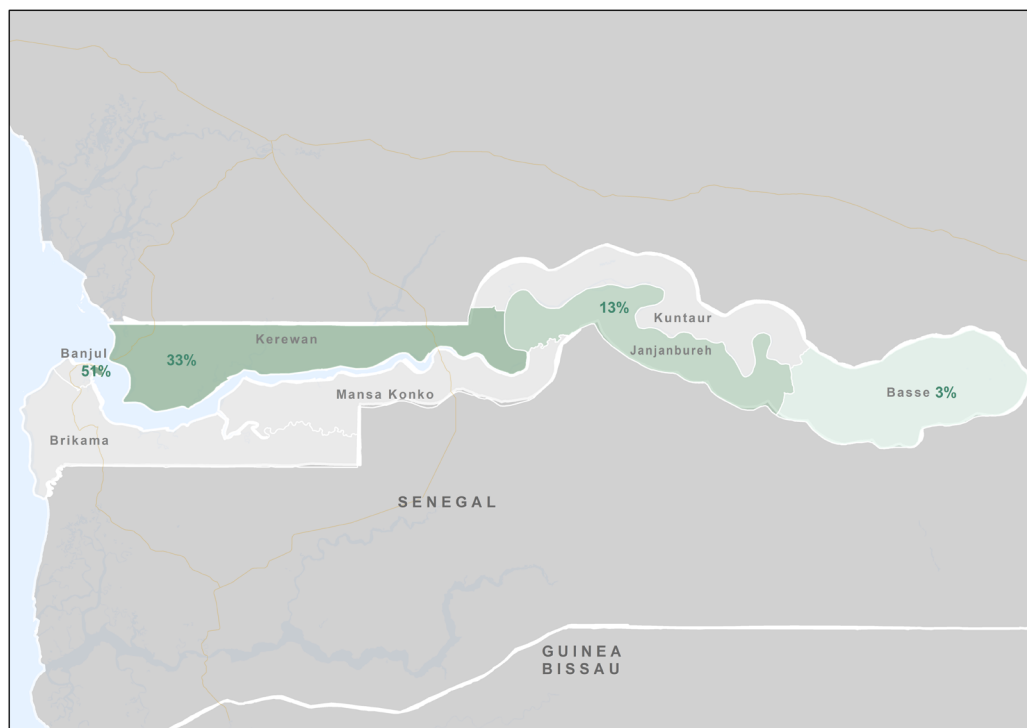 13%
Kuntaur
Kerewan
Janjanbureh
Banjul
33%
51%
Mansa Konko
Basse 3%
Brikama
SENEGAL
GUINEA
BISSAU